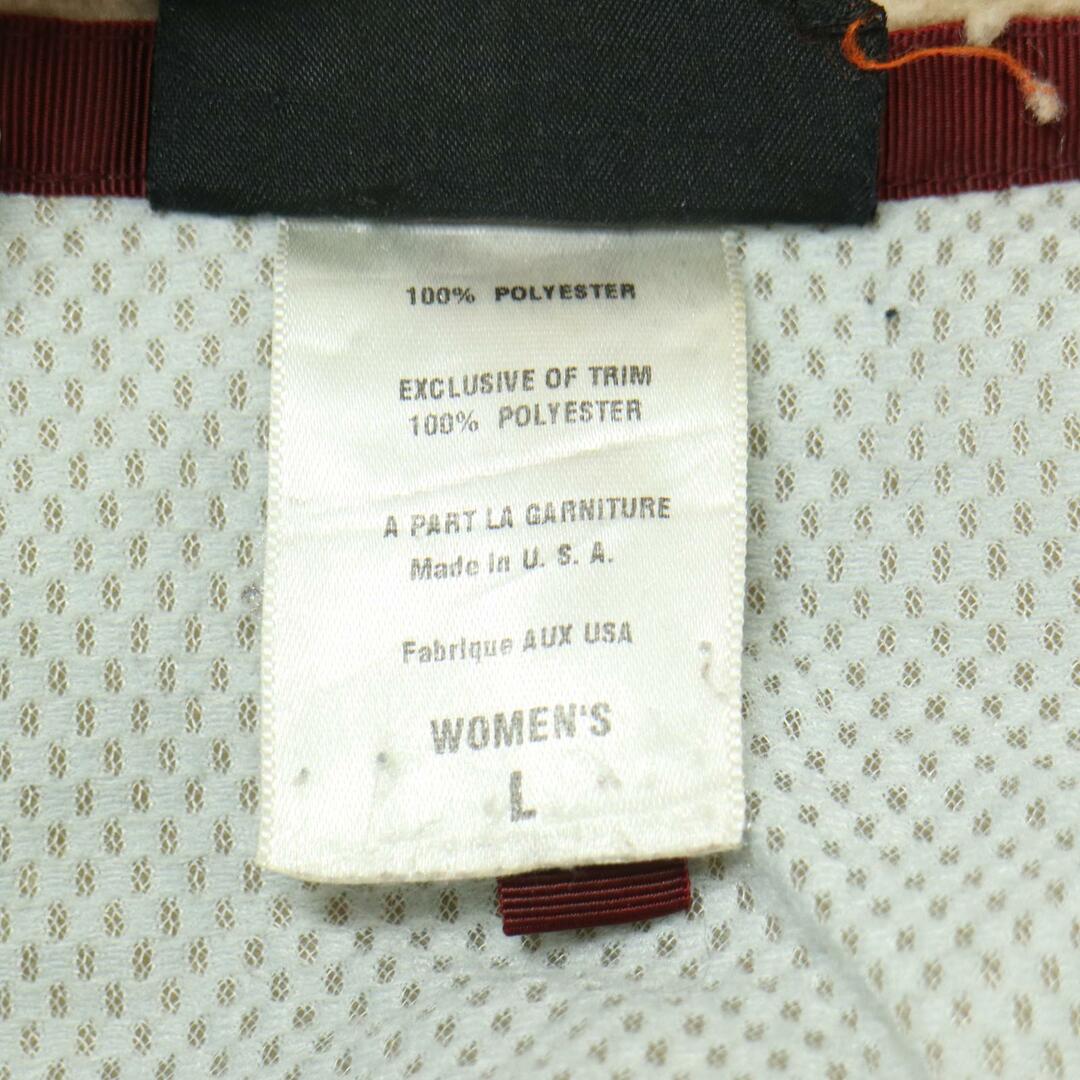 100% POLYESTER
EXCLUSIVE OF TRIM
100% POLYESTER
A PART LA GARNITURE
Made in U. S. A.
Fabrique AUX USA
WOMEN'S
L